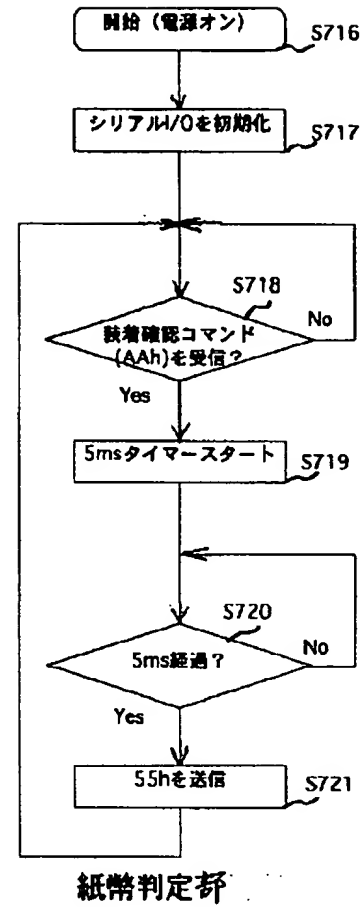 開始（電源オン）
S716
シリアルI/Oを初期化
S717
S718
装着確認コマンド
(AAh)を受信？
No
Yes
5msタイマースタート
S719
S720
5ms経過？
No
Yes
55hを送信
S721
紙幣判定部